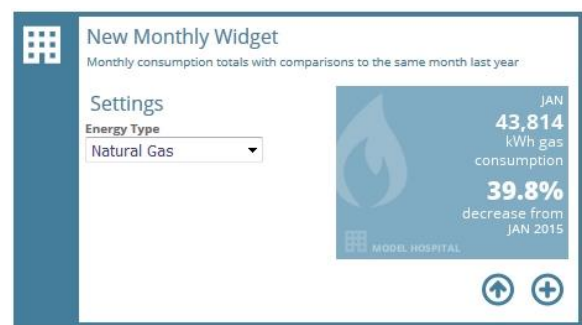 New Monthly Widget
Monthly consumption totals with comparisons to the same month last year
Settings
Energy Type
Natural Gas
JAN
43,814
kWh gas
consumption
39.8%
decrease from
JAN 2015
MODEL HOSPITAL